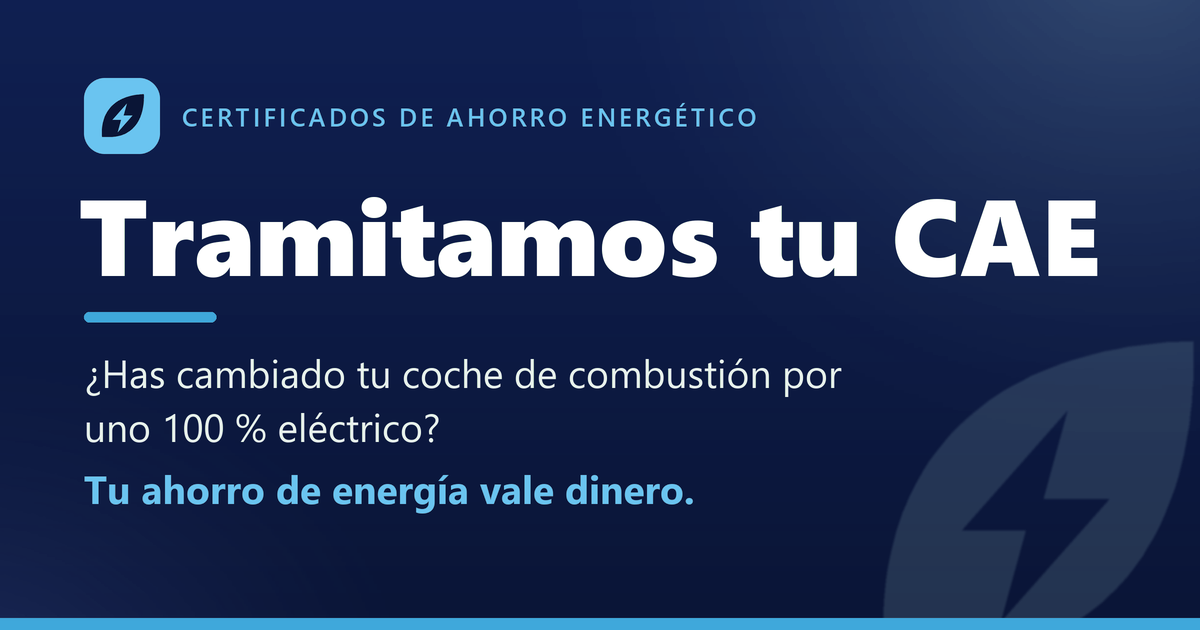 CERTIFICADOS DE AHORRO ENERGÉTICO
Tramitamos tu CAE
¿Has cambiado tu coche de combustión por
uno 100 % eléctrico?
Tu ahorro de energía vale dinero.